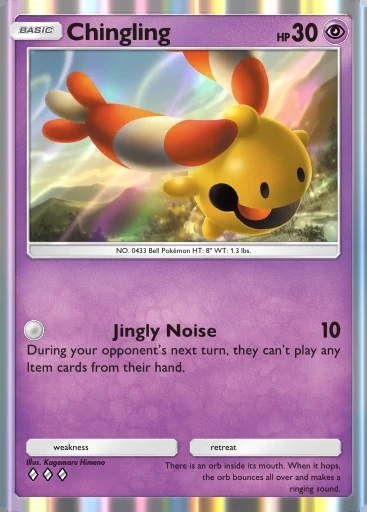 BASIC Chingling HP 30
NO. 0433 Bell Pokémon HT: 8" WT: 1.3 lbs.
Jingly Noise 10
During your opponent's next turn, they can't play any
Item cards from their hand.
weakness retreat
Illus. Kagemaru Himeno
There is an orb inside its mouth. When it hops,
the orb bounces all over and makes a
ringing sound.